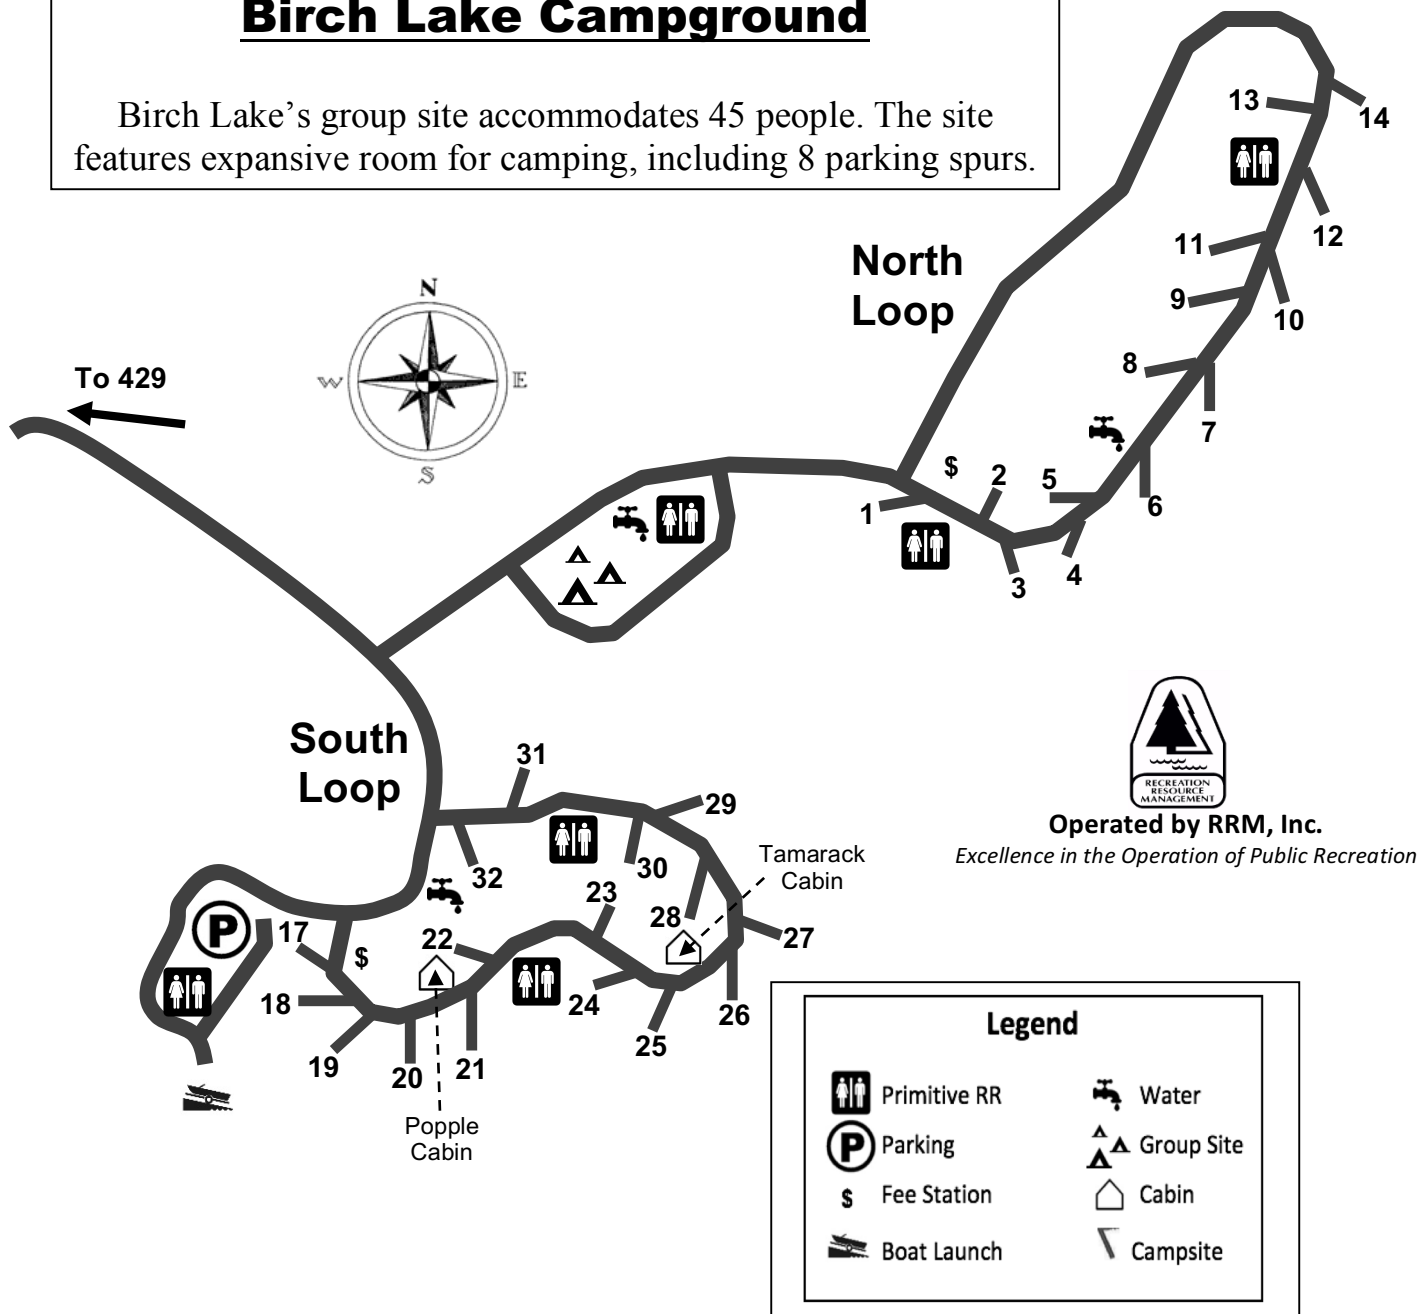 Birch Lake Campground
Birch Lake's group site accommodates 45 people. The site
features expansive room for camping, including 8 parking spurs.
13
14
12
11
North
Loop
9
10
N
W
E
S
To 429
8
7
$
2
5
6
1
4
3
South
Loop
31
29
RECREATION
RESOURCE
MANAGEMENT
Operated by RRM, Inc.
Excellence in the Operation of Public Recreation
32
30
Tamarack
Cabin
23
28
27
P
17
22
$
18
24
26
25
19
20
21
Popple
Cabin
Legend
Primitive RR
Water
P
Parking
Group Site
$
Fee Station
Cabin
Boat Launch
Campsite